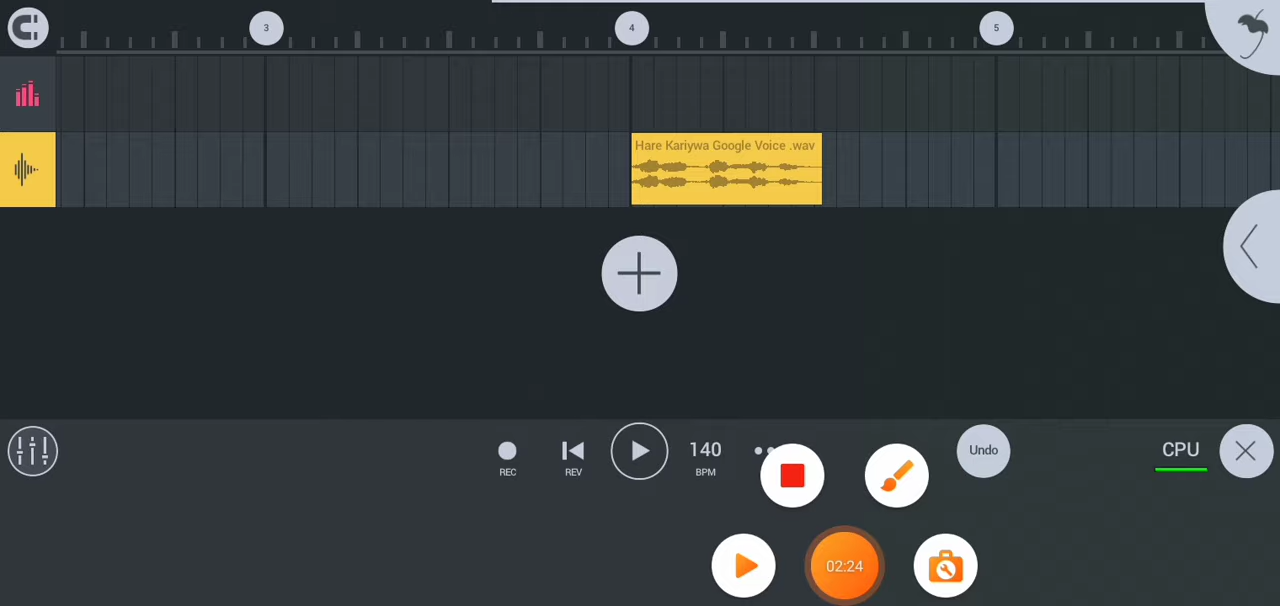 3
4
5
Hare Kariywa Google Voice .wav
REC
REV
140
BPM
Undo
CPU
02:24